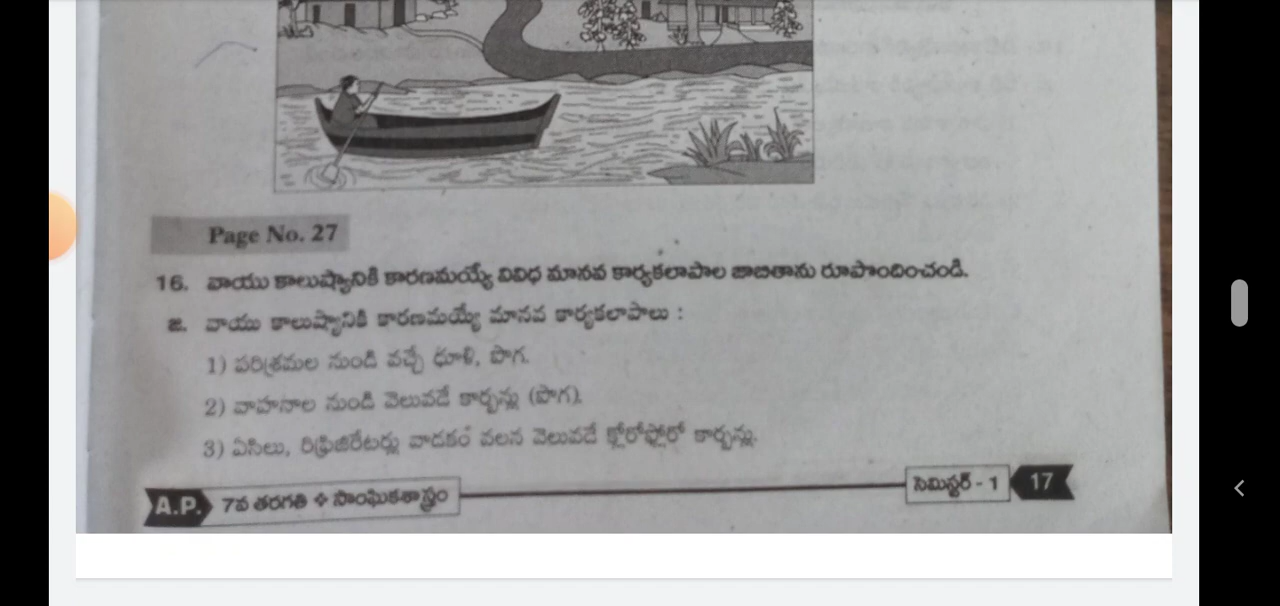 Page No. 27
16. వాయు కాలుష్యానికి కారణమయ్యే వివిధ మానవ కార్యకలాపాల జాబితాను రూపొందించండి.
జ. వాయు కాలుష్యానికి కారణమయ్యే మానవ కార్యకలాపాలు :
1) పరిశ్రమల నుండి వచ్చే ధూళి, పొగ.
2) వాహనాల నుండి వెలువడే కార్బన్లు (పొగ).
3) ఏసిలు, రిఫ్రిజిరేటర్లు వాడకం వలన వెలువడే క్లోరోఫ్లోరో కార్బన్లు.
A.P. 7వ తరగతి ❖ సాంఘికశాస్త్రం
సెమిస్టర్ - 1 17